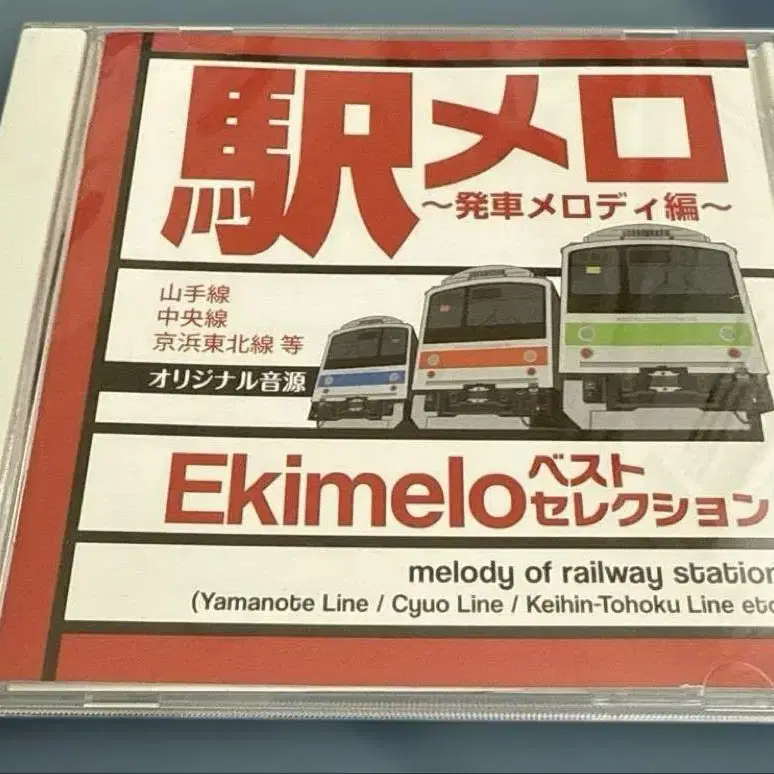 駅メロ
～発車メロディ編～
山手線
中央線
京浜東北線 等
オリジナル音源
Ekimelo
ベスト
セレクション
melody of railway station
(Yamanote Line / Cyuo Line / Keihin-Tohoku Line etc